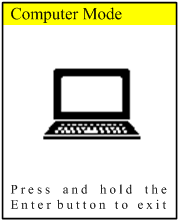 Computer Mode
Press and hold the
Enter button to exit